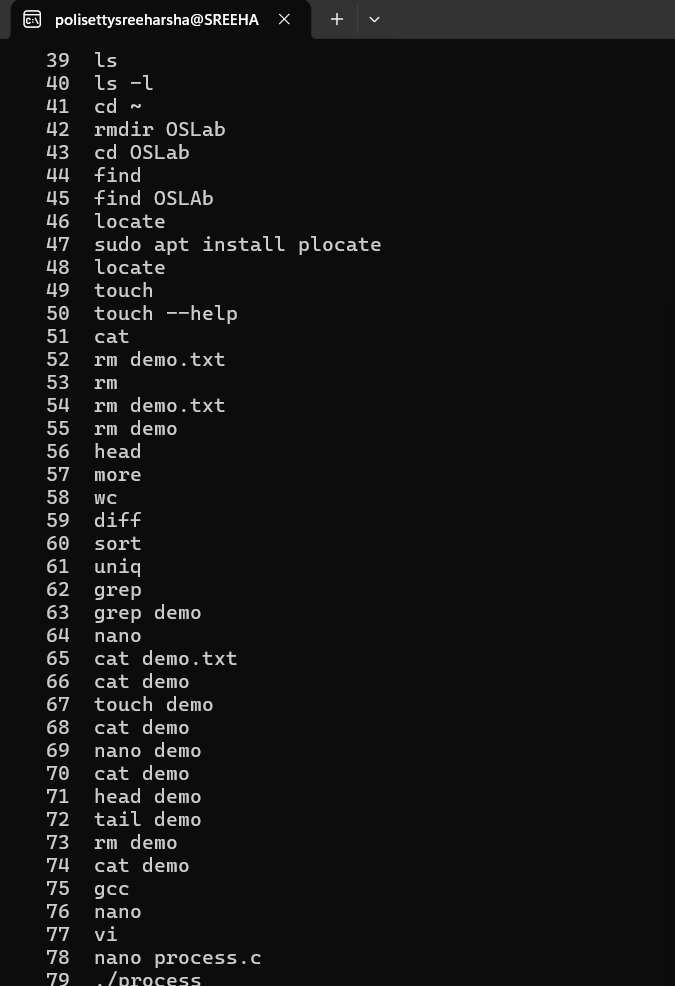 polisettysreeharsha@SREEHA
39 ls
40 ls -l
41 cd ~
42 rmdir OSLab
43 cd OSLab
44 find
45 find OSLAb
46 locate
47 sudo apt install plocate
48 locate
49 touch
50 touch --help
51 cat
52 rm demo.txt
53 rm
54 rm demo.txt
55 rm demo
56 head
57 more
58 wc
59 diff
60 sort
61 uniq
62 grep
63 grep demo
64 nano
65 cat demo.txt
66 cat demo
67 touch demo
68 cat demo
69 nano demo
70 cat demo
71 head demo
72 tail demo
73 rm demo
74 cat demo
75 gcc
76 nano
77 vi
78 nano process.c
79 ./process